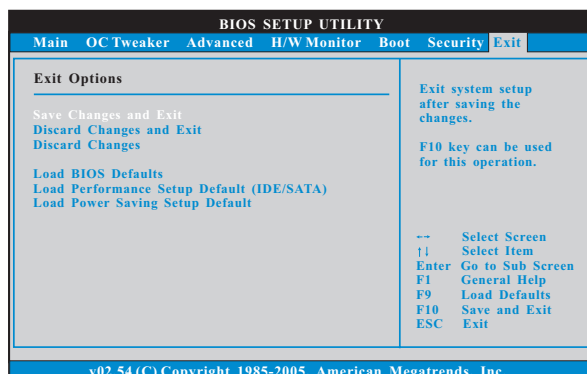 BIOS SETUP UTILITY
Main OC Tweaker Advanced H/W Monitor Boot Security Exit
Exit Options
Save Changes and Exit
Discard Changes and Exit
Discard Changes
Load BIOS Defaults
Load Performance Setup Default (IDE/SATA)
Load Power Saving Setup Default
Exit system setup
after saving the
changes.
F10 key can be used
for this operation.
←→ Select Screen
↑↓ Select Item
Enter Go to Sub Screen
F1 General Help
F9 Load Defaults
F10 Save and Exit
ESC Exit
v02.54 (C) Copyright 1985-2005, American Megatrends, Inc.